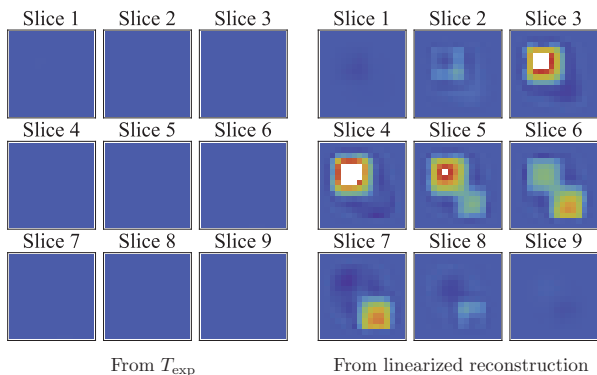 Slice 1 Slice 2 Slice 3 Slice 1 Slice 2 Slice 3
Slice 4 Slice 5 Slice 6 Slice 4 Slice 5 Slice 6
Slice 7 Slice 8 Slice 9 Slice 7 Slice 8 Slice 9
From T_exp From linearized reconstruction